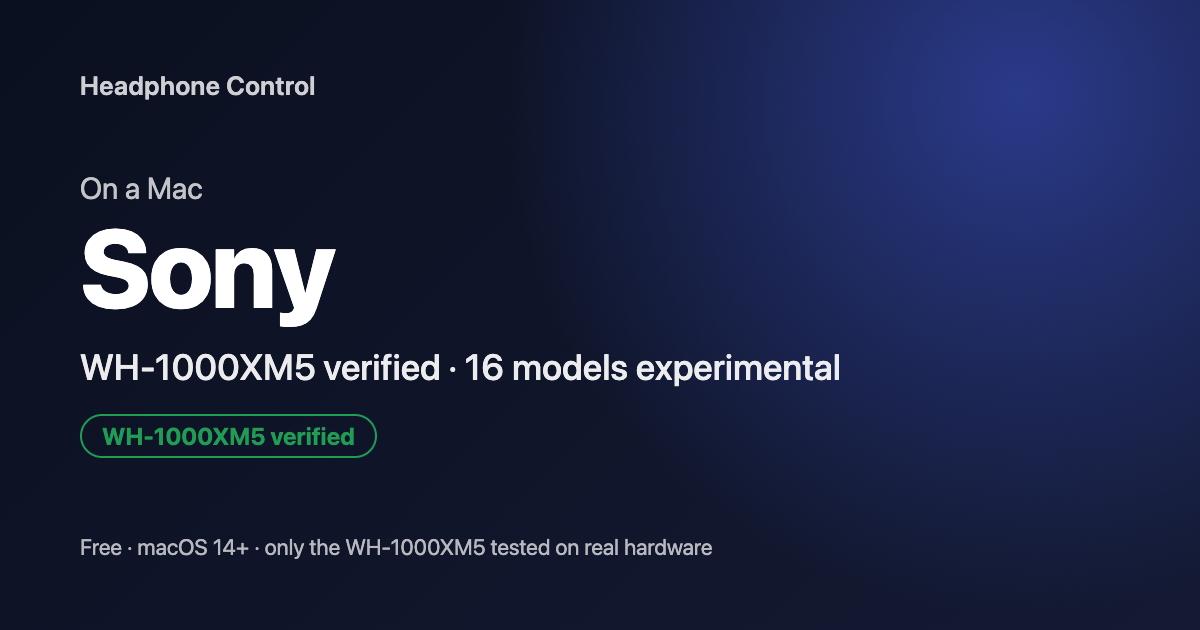 Headphone Control
On a Mac
Sony
WH-1000XM5 verified · 16 models experimental
WH-1000XM5 verified
Free · macOS 14+ · only the WH-1000XM5 tested on real hardware